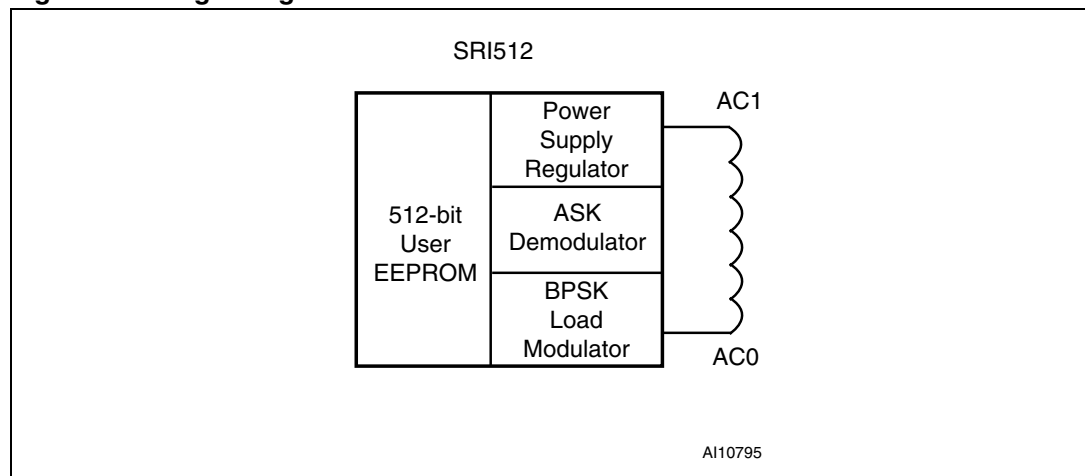 SRI512
AC1
Power
Supply
Regulator
512-bit
User
EEPROM
ASK
Demodulator
BPSK
Load
Modulator
AC0
AI10795